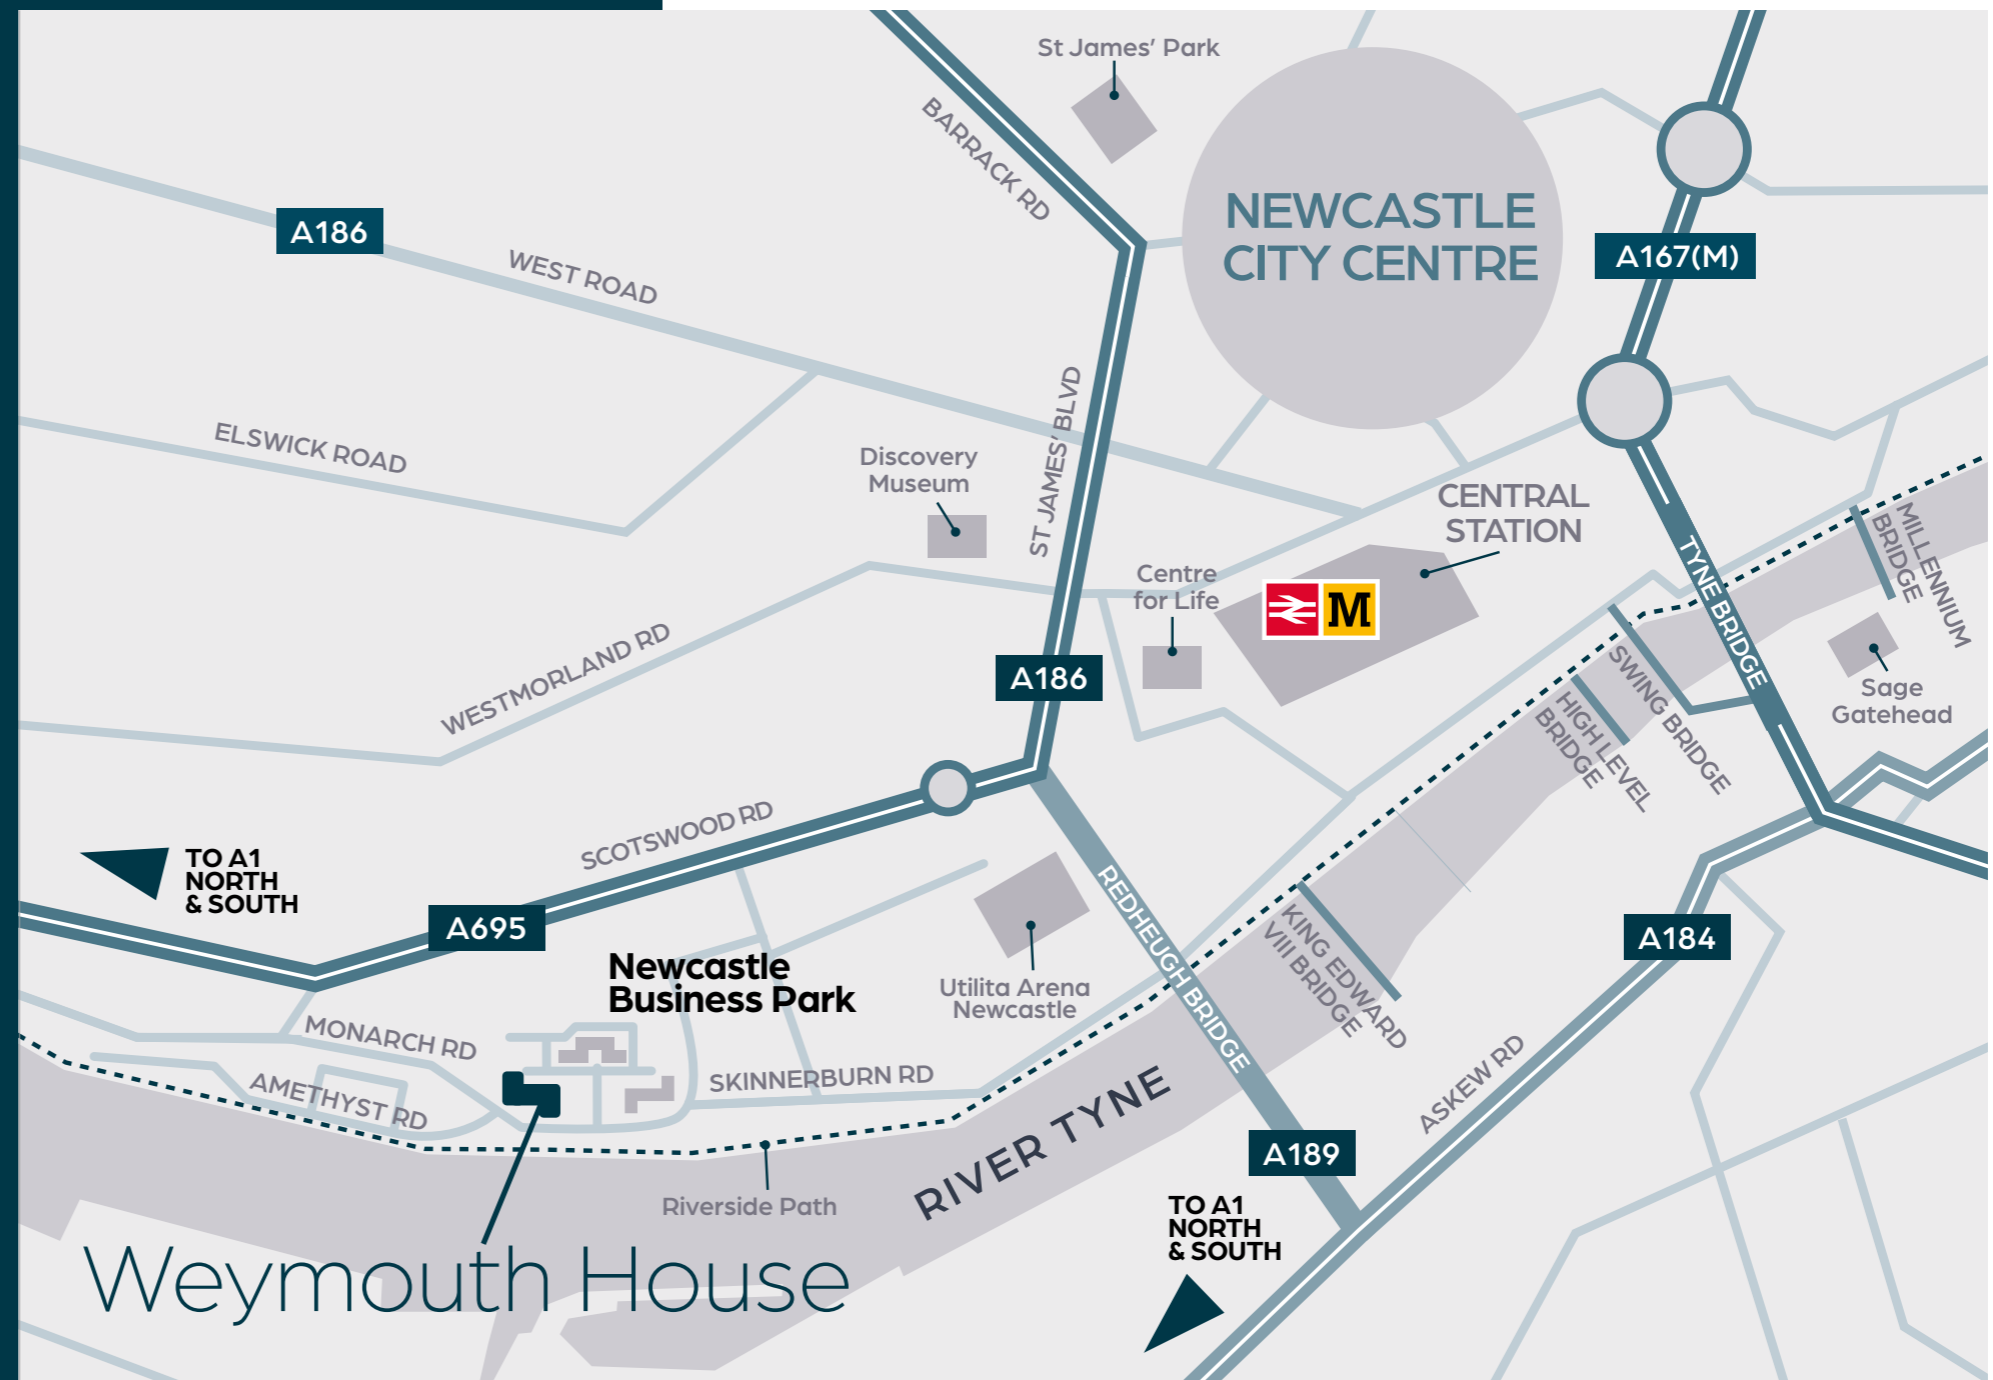 St James' Park
BARRACK RD
NEWCASTLE
CITY CENTRE
A186
WEST ROAD
A167(M)
ELSWICK ROAD
ST JAMES' BLVD
Discovery
Museum
CENTRAL
STATION
MILLENNIUM
BRIDGE
TYNE BRIDGE
Centre
for Life
M
WESTMORLAND RD
A186
SWING BRIDGE
HIGH LEVEL
BRIDGE
Sage
Gatehead
SCOTSWOOD RD
TO A1
NORTH
& SOUTH
A695
REDHEUGH BRIDGE
KING EDWARD
VIII BRIDGE
A184
Newcastle
Business Park
Utilita Arena
Newcastle
MONARCH RD
AMETHYST RD
SKINNERBURN RD
RIVER TYNE
ASKEW RD
A189
Riverside Path
TO A1
NORTH
& SOUTH
Weymouth House